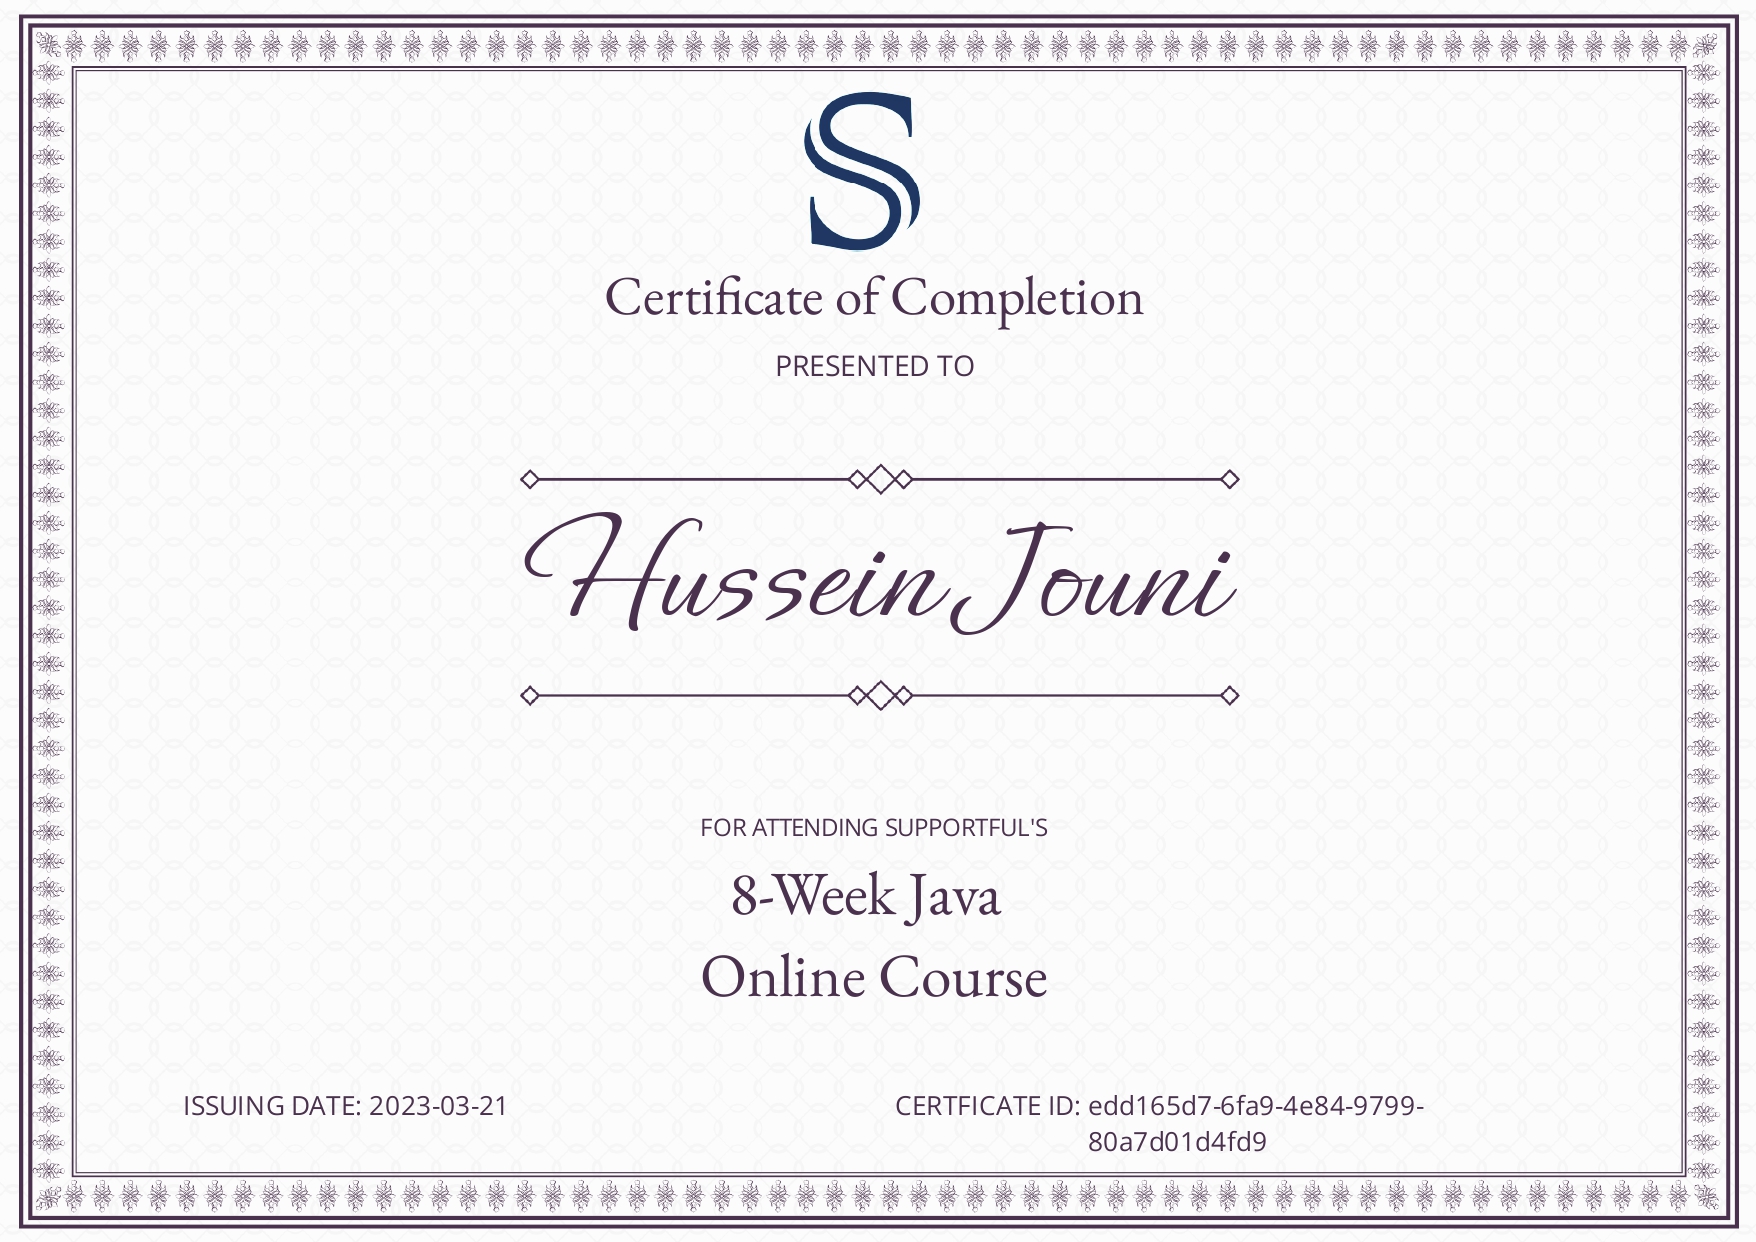 S
Certificate of Completion
PRESENTED TO
Hussein Jouni
FOR ATTENDING SUPPORTFUL'S
8-Week Java
Online Course
ISSUING DATE: 2023-03-21
CERTFICATE ID: edd165d7-6fa9-4e84-9799-
80a7d01d4fd9